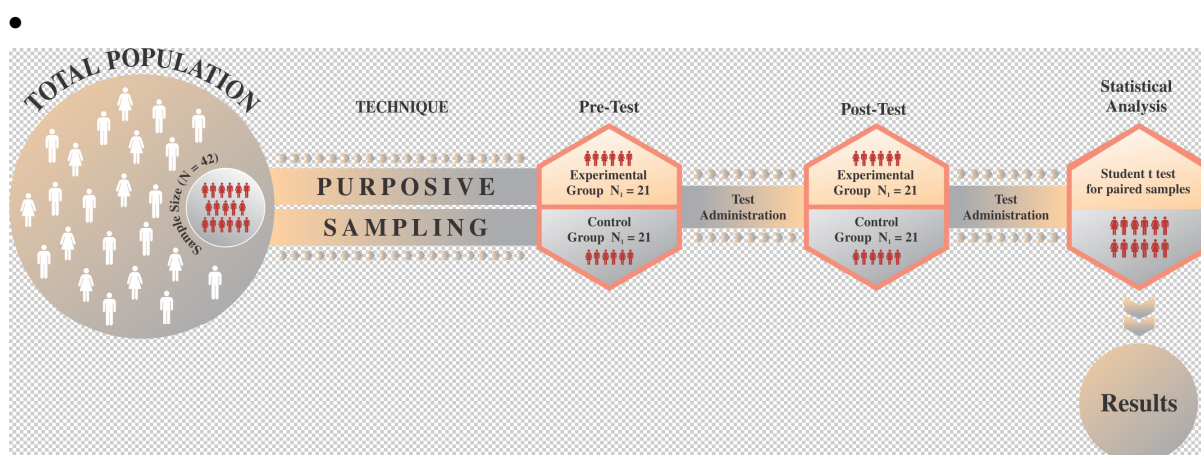 TOTAL POPULATION
Sample Size (N = 42)
TECHNIQUE
PURPOSIVE
SAMPLING
Pre-Test
Experimental
Group N₁ = 21
Control
Group N₁ = 21
Test
Administration
Post-Test
Experimental
Group N₁ = 21
Control
Group N₁ = 21
Test
Administration
Statistical
Analysis
Student t test
for paired samples
Results